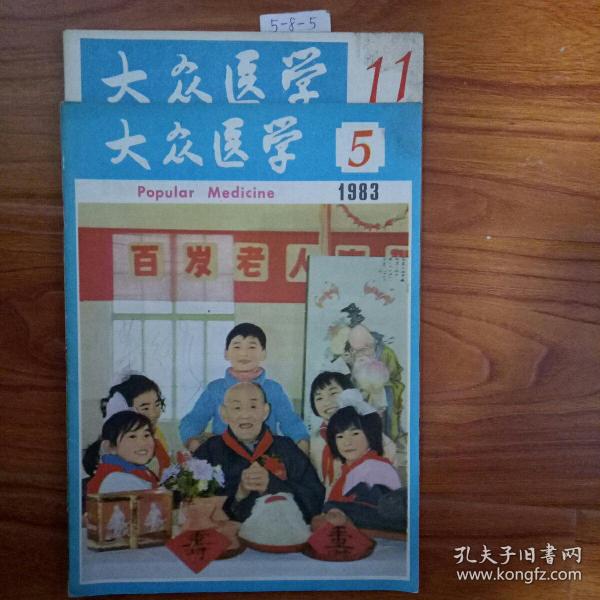 5-8-5
大众医学
11
大众医学
5
Popular Medicine
1983
百岁老人
寿
寿
孔夫子旧书网
www.kongfz.com